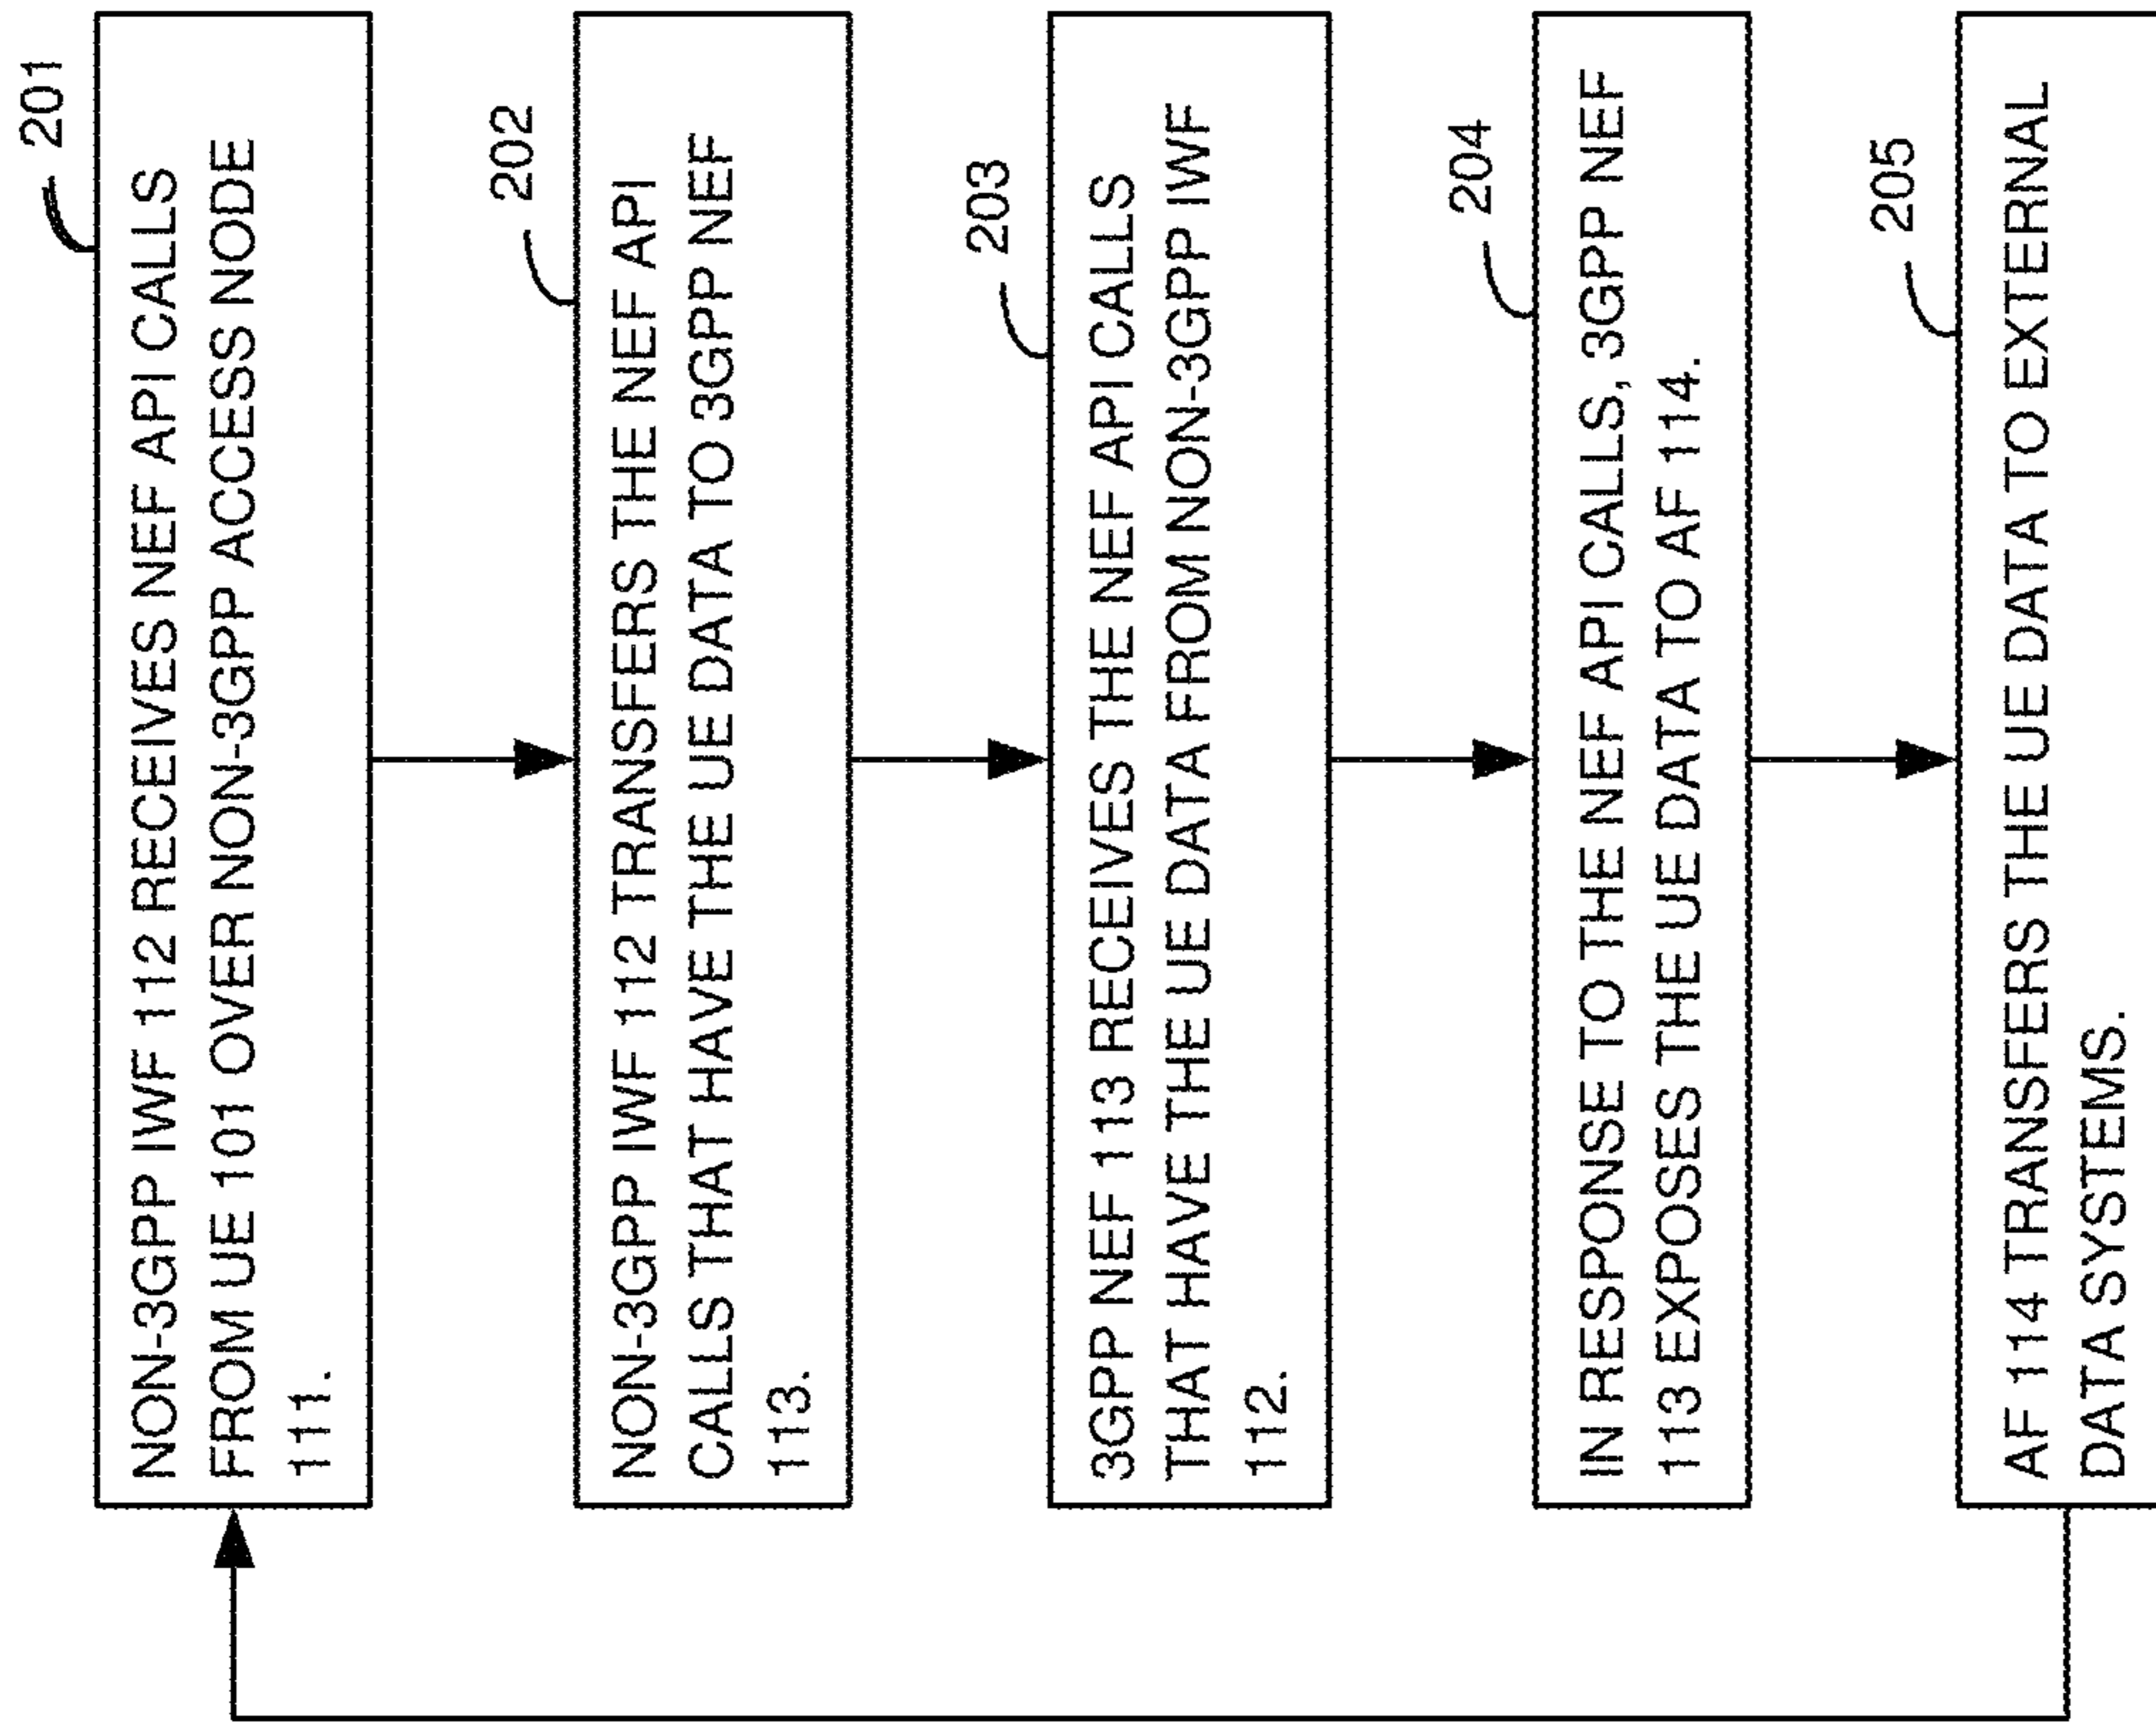 201
NON-3GPP IWF 112 RECEIVES NEF API CALLS
FROM UE 101 OVER NON-3GPP ACCESS NODE
111.
202
NON-3GPP IWF 112 TRANSFERS THE NEF API
CALLS THAT HAVE THE UE DATA TO 3GPP NEF
113.
203
3GPP NEF 113 RECEIVES THE NEF API CALLS
THAT HAVE THE UE DATA FROM NON-3GPP IWF
112.
204
IN RESPONSE TO THE NEF API CALLS, 3GPP NEF
113 EXPOSES THE UE DATA TO AF 114.
205
AF 114 TRANSFERS THE UE DATA TO EXTERNAL
DATA SYSTEMS.